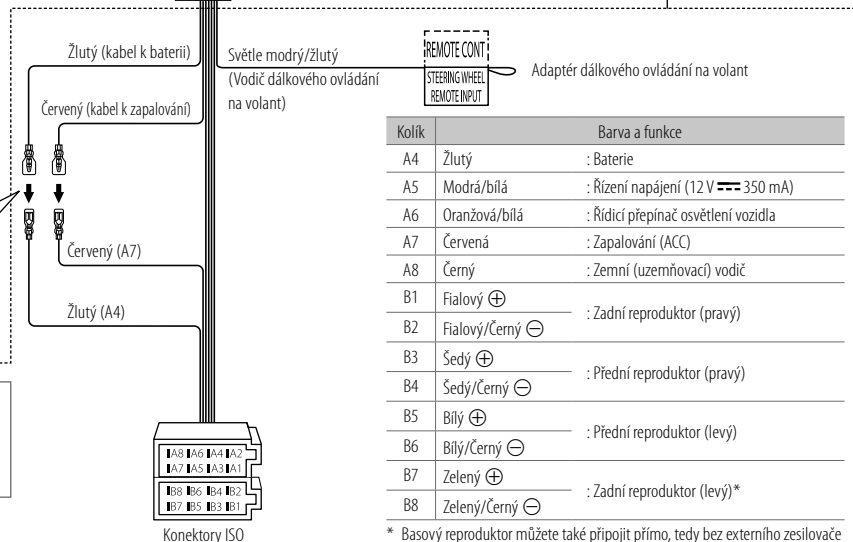 Žlutý (kabel k baterii)
Červený (kabel k zapalování)
Světle modrý/žlutý
(Vodič dálkového ovládání
na volant)
REMOTE CONT
STEERING WHEEL
REMOTE INPUT
Adaptér dálkového ovládání na volant
Červený (A7)
Žlutý (A4)
A8 A6 A4 A2
A7 A5 A3 A1
B8 B6 B4 B2
B7 B5 B3 B1
Konektory ISO
Kolík Barva a funkce
A4 Žlutý : Baterie
A5 Modrá/bílá : Řízení napájení (12 V ⎓ 350 mA)
A6 Oranžová/bílá : Řídicí přepínač osvětlení vozidla
A7 Červená : Zapalování (ACC)
A8 Černý : Zemní (uzemňovací) vodič
B1 Fialový ⊕ : Zadní reproduktor (pravý)
B2 Fialový/Černý ⊖
B3 Šedý ⊕ : Přední reproduktor (pravý)
B4 Šedý/Černý ⊖
B5 Bílý ⊕ : Přední reproduktor (levý)
B6 Bílý/Černý ⊖
B7 Zelený ⊕ : Zadní reproduktor (levý)*
B8 Zelený/Černý ⊖
* Basový reproduktor můžete také připojit přímo, tedy bez externího zesilovače